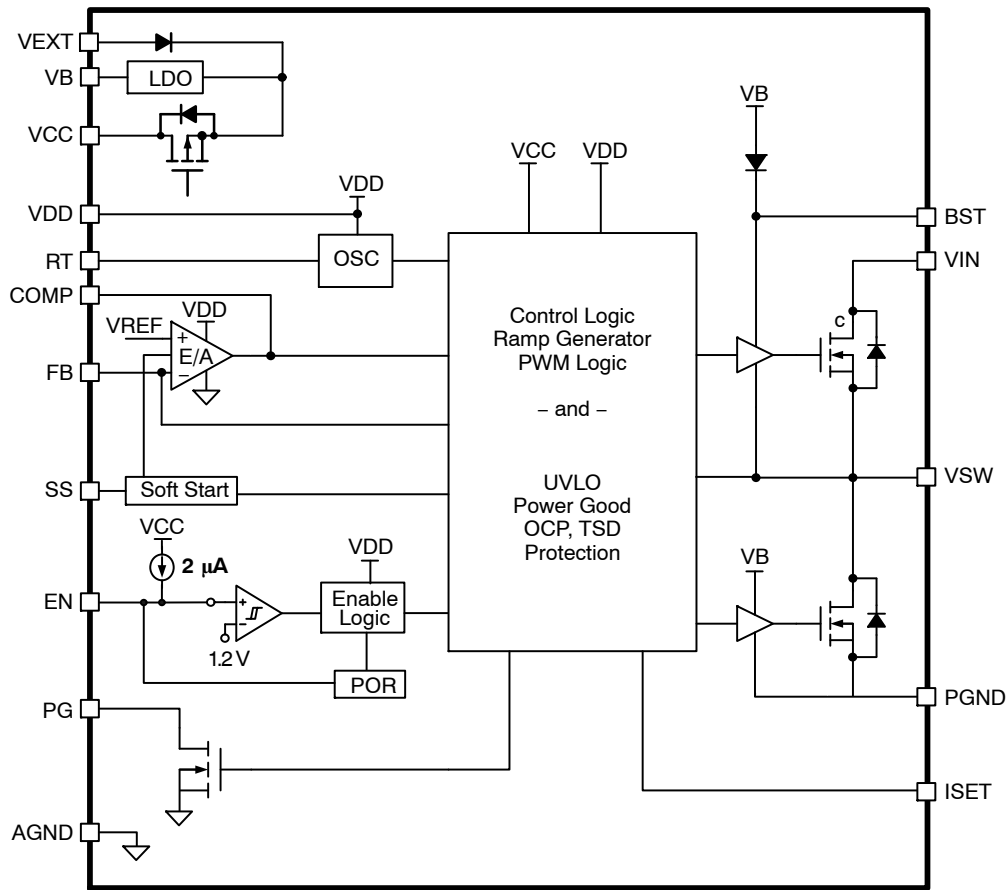 VEXT
VB
LDO
VCC
VDD
RT
COMP
FB
SS
EN
PG
AGND
VDD
OSC
VREF
VDD
+
E/A
−
Soft Start
VCC
2 µA
+
−
1.2 V
VDD
Enable
Logic
POR
VCC
VDD
Control Logic
Ramp Generator
PWM Logic
– and –
UVLO
Power Good
OCP, TSD
Protection
VB
C
VB
BST
VIN
VSW
PGND
ISET